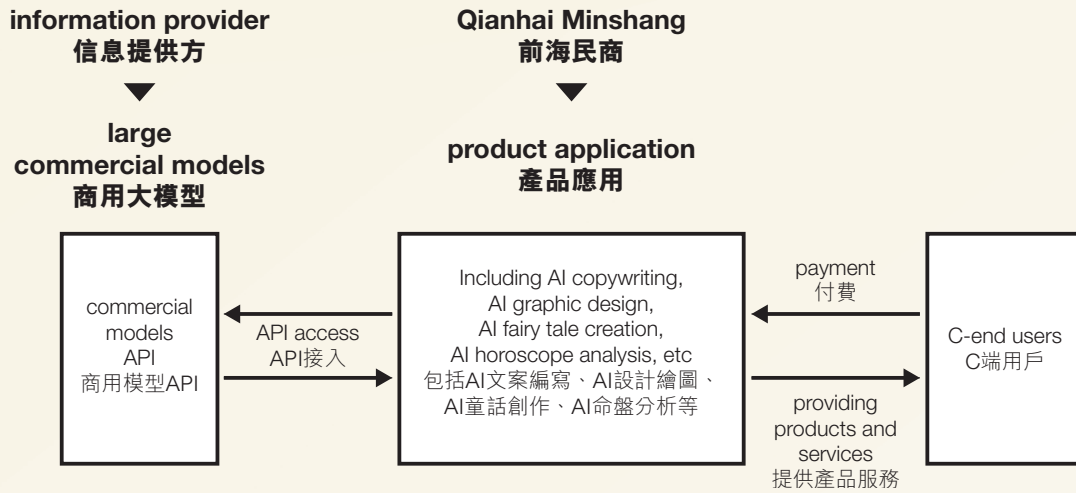 information provider
信息提供方
Qianhai Minshang
前海民商
large
commercial models
商用大模型
product application
產品應用
commercial
models
API
商用模型API
API access
API接入
Including AI copywriting,
AI graphic design,
AI fairy tale creation,
AI horoscope analysis, etc
包括AI文案編寫、AI設計繪圖、
AI童話創作、AI命盤分析等
payment
付費
providing
products and
services
提供產品服務
C-end users
C端用戶